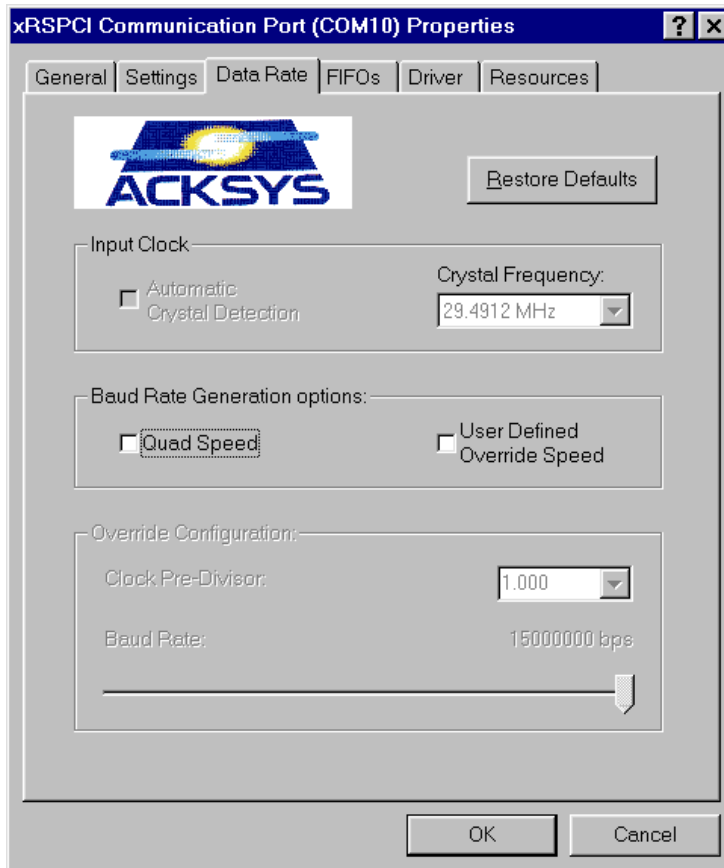 xRSPCI Communication Port (COM10) Properties
General Settings Data Rate FIFOs Driver Resources
ACKSYS
Restore Defaults
Input Clock
Automatic
Crystal Detection
Crystal Frequency:
29.4912 MHz
Baud Rate Generation options:
Quad Speed
User Defined
Override Speed
Override Configuration:
Clock Pre-Divisor:
1.000
Baud Rate:
15000000 bps
OK
Cancel